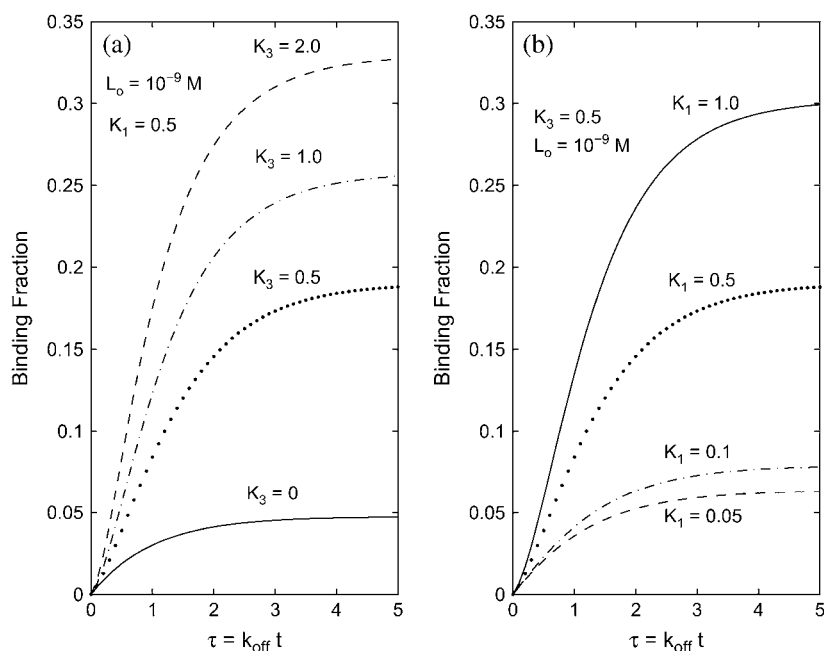 (a)
L₀ = 10⁻⁹ M
K₁ = 0.5
K₃ = 2.0
K₃ = 1.0
K₃ = 0.5
K₃ = 0
0.35
0.3
0.25
0.2
0.15
0.1
0.05
0
0 1 2 3 4 5
Binding Fraction
τ = k_off t
(b)
K₃ = 0.5
L₀ = 10⁻⁹ M
K₁ = 1.0
K₁ = 0.5
K₁ = 0.1
K₁ = 0.05
0.35
0.3
0.25
0.2
0.15
0.1
0.05
0
0 1 2 3 4 5
Binding Fraction
τ = k_off t